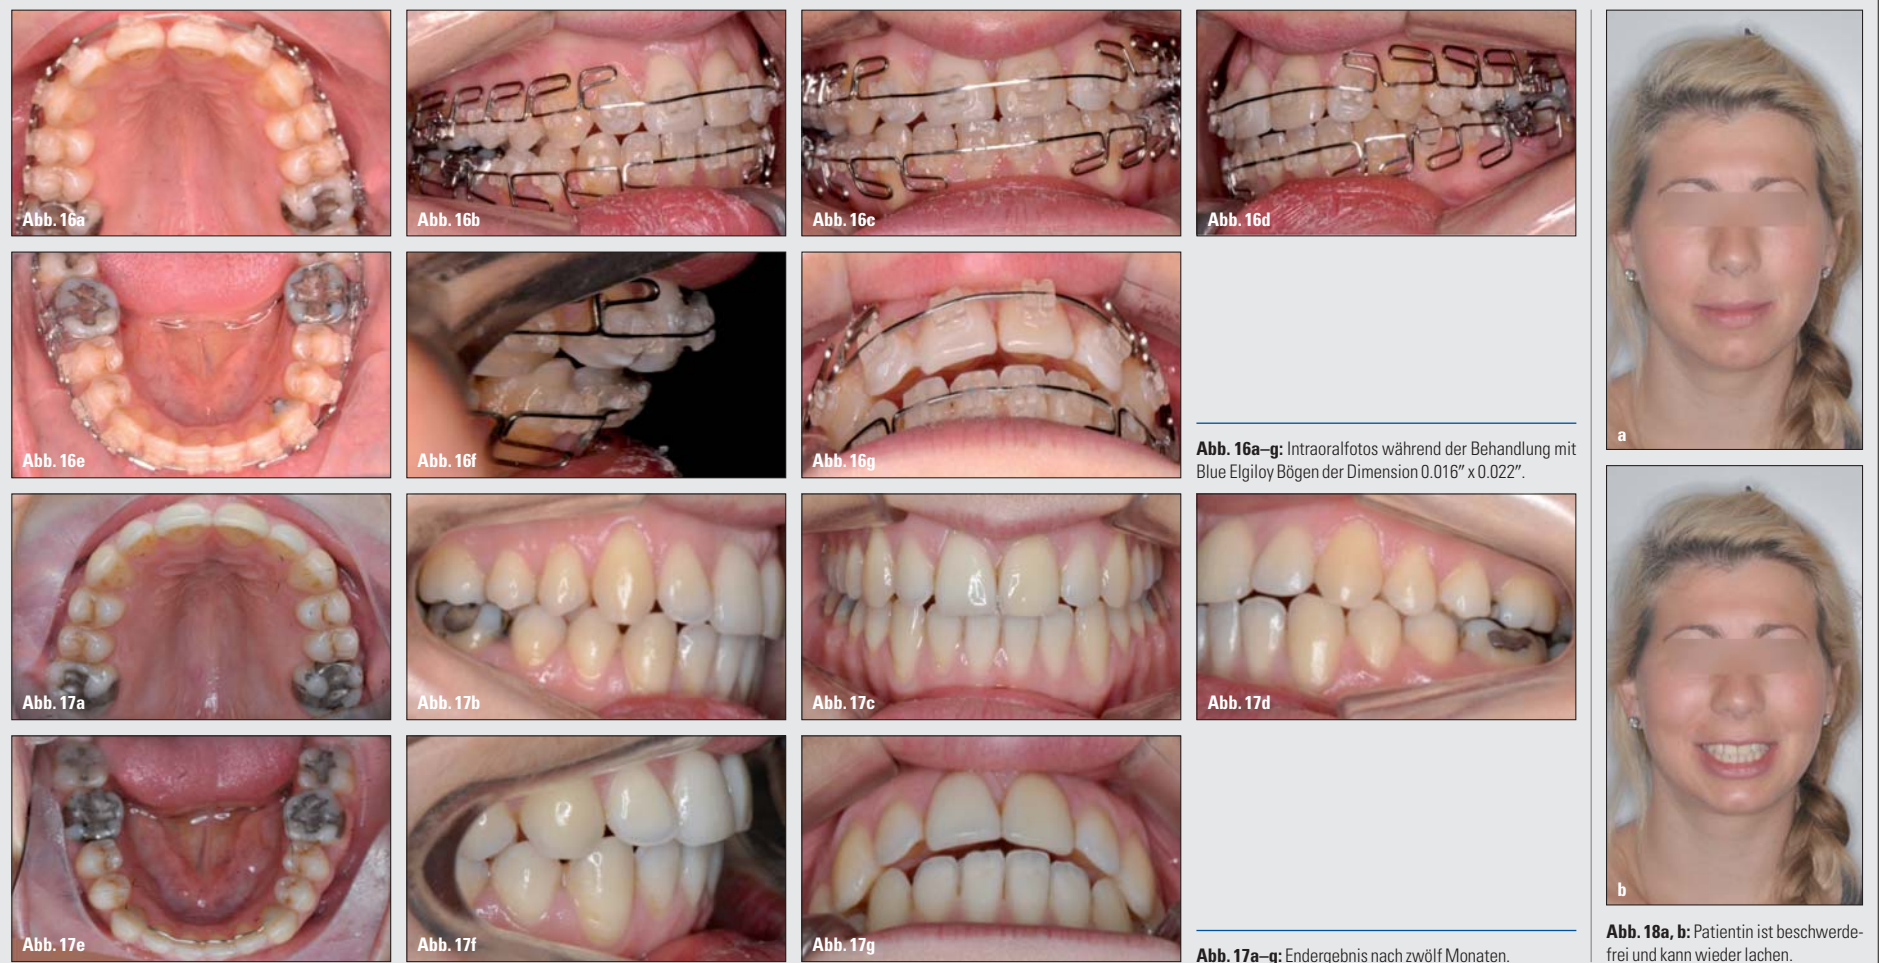 Abb. 16a
Abb. 16b
Abb. 16c
Abb. 16d
Abb. 16e
Abb. 16f
Abb. 16g
Abb. 16a–g: Intraoralfotos während der Behandlung mit
Blue Elgiloy Bögen der Dimension 0.016″ x 0.022″.
Abb. 17a
Abb. 17b
Abb. 17c
Abb. 17d
Abb. 17e
Abb. 17f
Abb. 17g
Abb. 17a–g: Endergebnis nach zwölf Monaten.
a
b
Abb. 18a, b: Patientin ist beschwerde-
frei und kann wieder lachen.